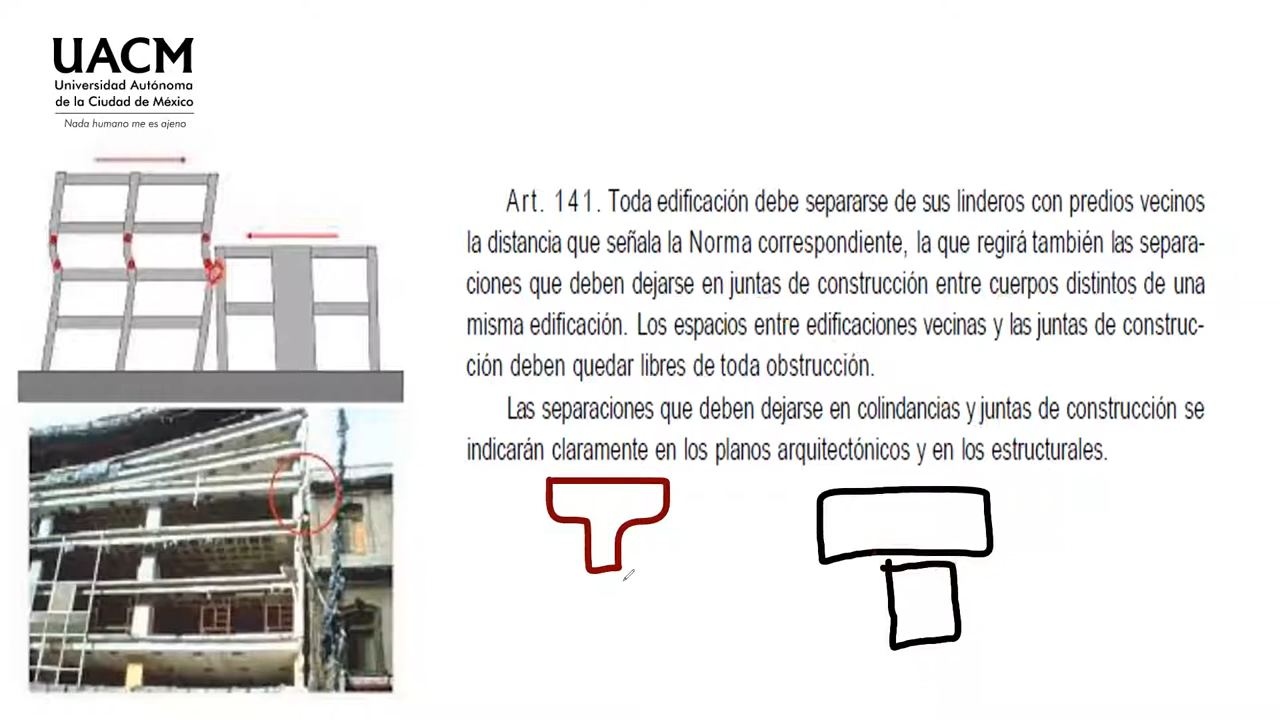 UACM
Universidad Autónoma
de la Ciudad de México
Nada humano me es ajeno
Art. 141. Toda edificación debe separarse de sus linderos con predios vecinos
la distancia que señala la Norma correspondiente, la que regirá también las separa-
ciones que deben dejarse en juntas de construcción entre cuerpos distintos de una
misma edificación. Los espacios entre edificaciones vecinas y las juntas de construc-
ción deben quedar libres de toda obstrucción.
Las separaciones que deben dejarse en colindancias y juntas de construcción se
indicarán claramente en los planos arquitectónicos y en los estructurales.